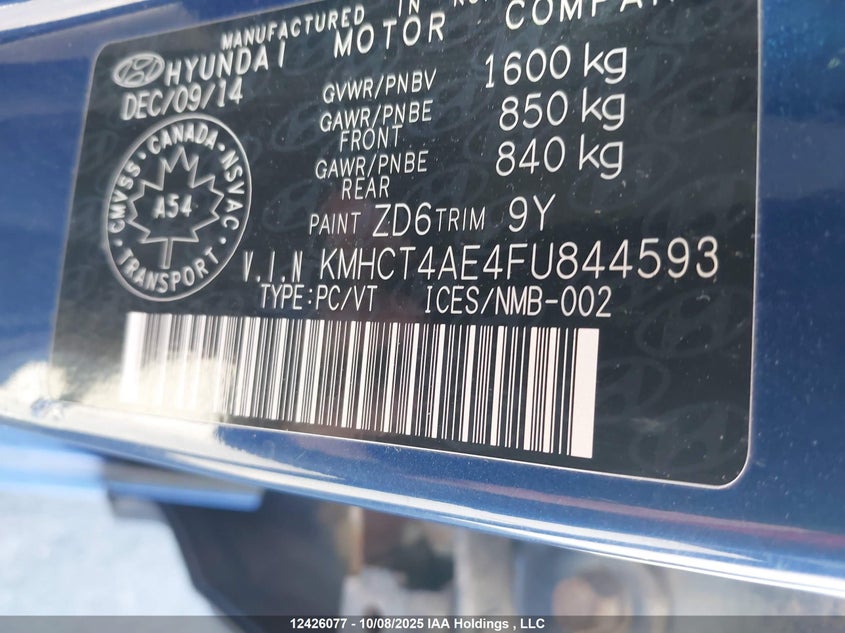 MANUFACTURED IN
HYUNDAI MOTOR COMPA
DEC/09/14
GVWR/PNBV 1600 kg
GAWR/PNBE FRONT 850 kg
GAWR/PNBE REAR 840 kg
CMVSS · CANADA · NSVAC
A54
TRANSPORT
PAINT ZD6 TRIM 9Y
V.I.N KMHCT4AE4FU844593
TYPE:PC/VT ICES/NMB-002
12426077 - 10/08/2025 IAA Holdings , LLC